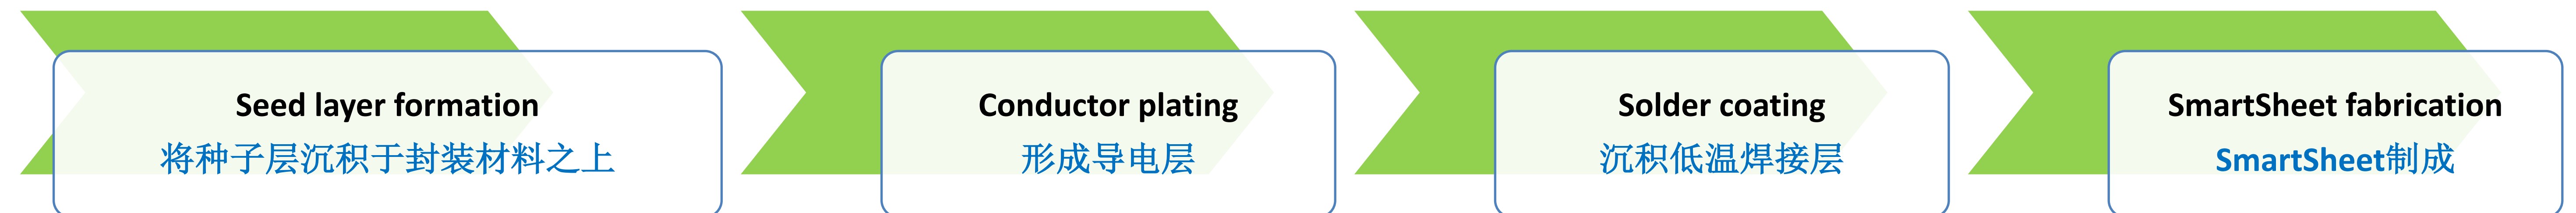 Seed layer formation
将种子层沉积于封装材料之上
Conductor plating
形成导电层
Solder coating
沉积低温焊接层
SmartSheet fabrication
SmartSheet制成